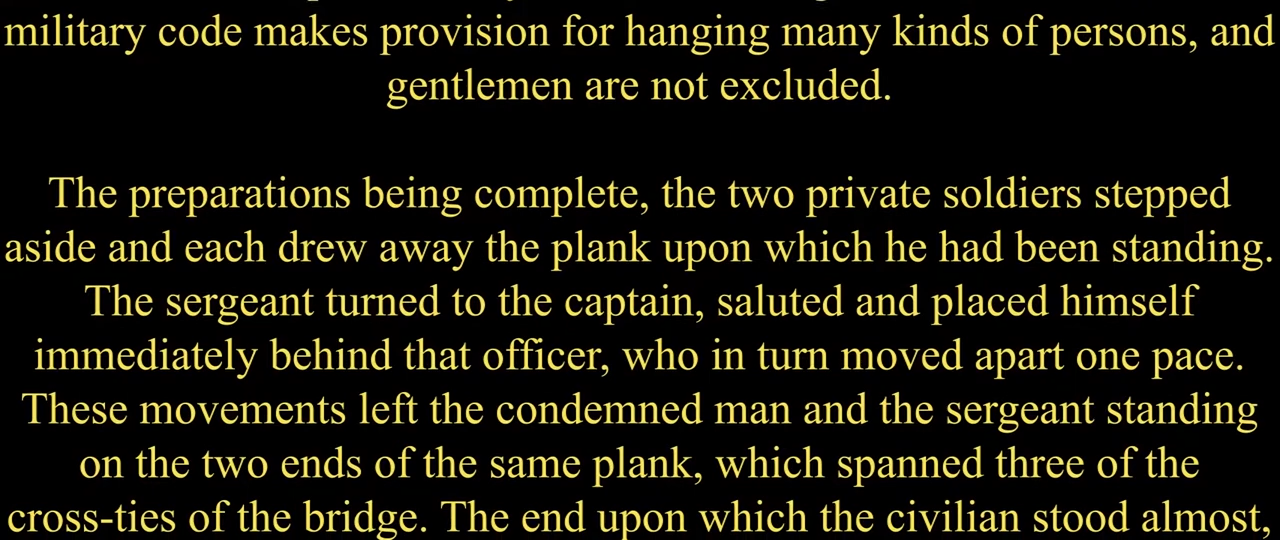 military code makes provision for hanging many kinds of persons, and
gentlemen are not excluded.
The preparations being complete, the two private soldiers stepped
aside and each drew away the plank upon which he had been standing.
The sergeant turned to the captain, saluted and placed himself
immediately behind that officer, who in turn moved apart one pace.
These movements left the condemned man and the sergeant standing
on the two ends of the same plank, which spanned three of the
cross-ties of the bridge. The end upon which the civilian stood almost,